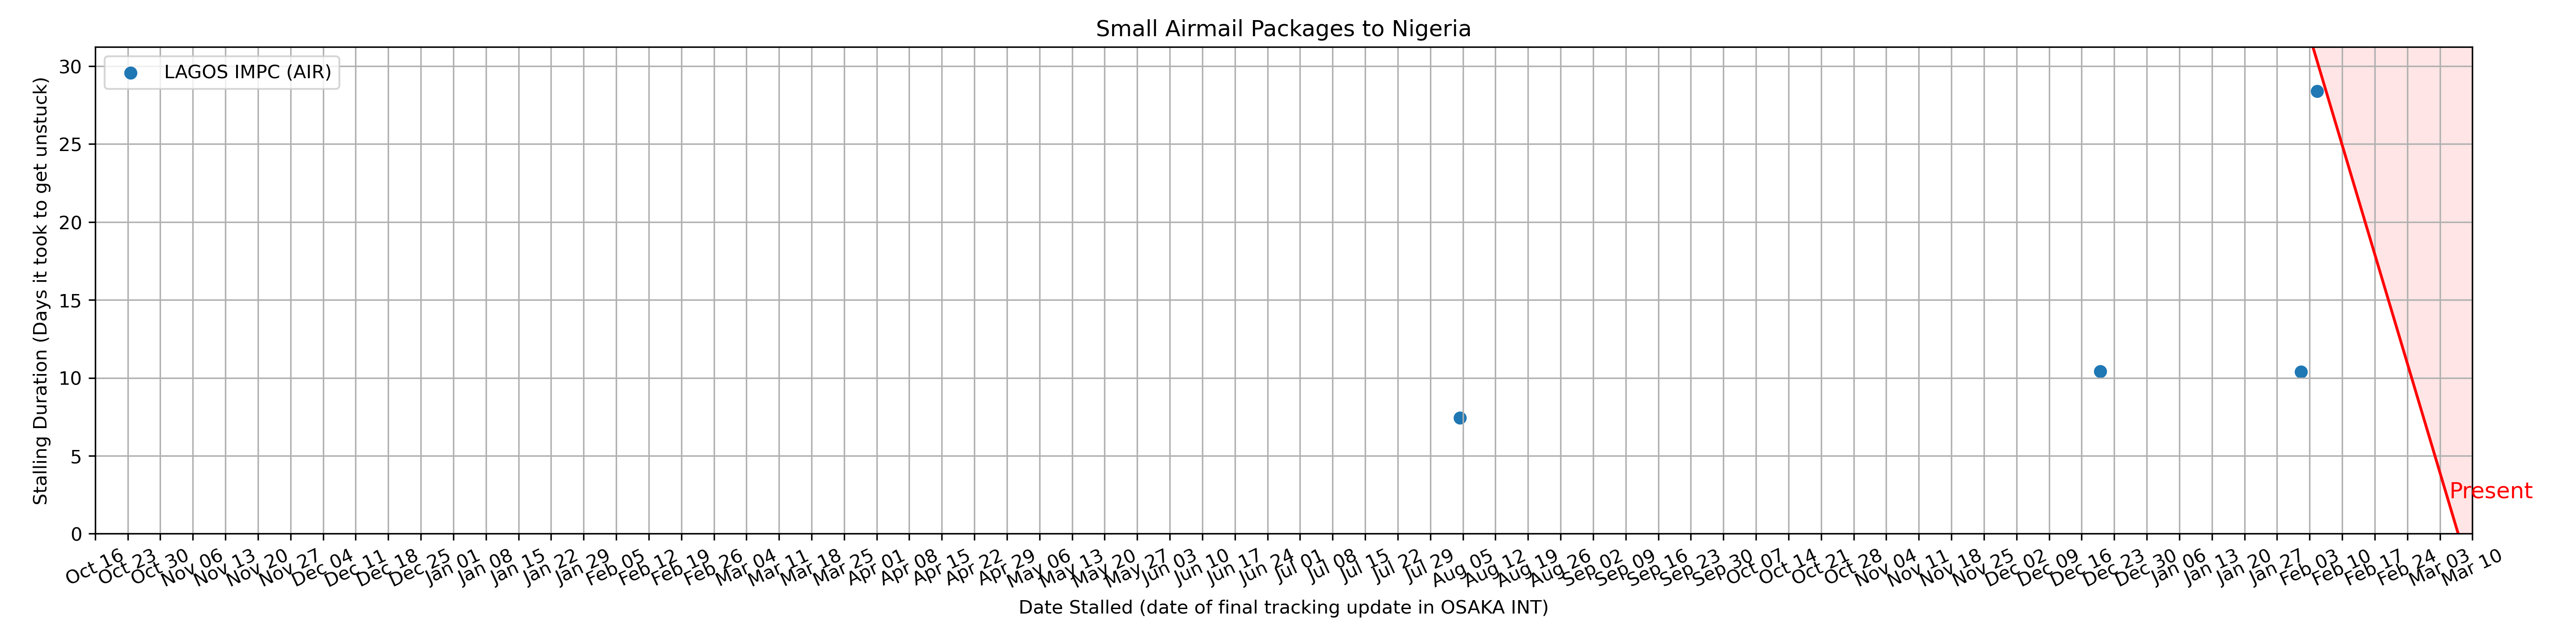 Small Airmail Packages to Nigeria
LAGOS IMPC (AIR)
Stalling Duration (Days it took to get unstuck)
30
25
20
15
10
5
0
Present
Oct 16
Oct 23
Oct 30
Nov 06
Nov 13
Nov 20
Nov 27
Dec 04
Dec 11
Dec 18
Dec 25
Jan 01
Jan 08
Jan 15
Jan 22
Jan 29
Feb 05
Feb 12
Feb 19
Feb 26
Mar 04
Mar 11
Mar 18
Mar 25
Apr 01
Apr 08
Apr 15
Apr 22
Apr 29
May 06
May 13
May 20
May 27
Jun 03
Jun 10
Jun 17
Jun 24
Jul 01
Jul 08
Jul 15
Jul 22
Jul 29
Aug 05
Aug 12
Aug 19
Aug 26
Sep 02
Sep 09
Sep 16
Sep 23
Sep 30
Oct 07
Oct 14
Oct 21
Oct 28
Nov 04
Nov 11
Nov 18
Nov 25
Dec 02
Dec 09
Dec 16
Dec 23
Dec 30
Jan 06
Jan 13
Jan 20
Jan 27
Feb 03
Feb 10
Feb 17
Feb 24
Mar 03
Mar 10
Date Stalled (date of final tracking update in OSAKA INT)